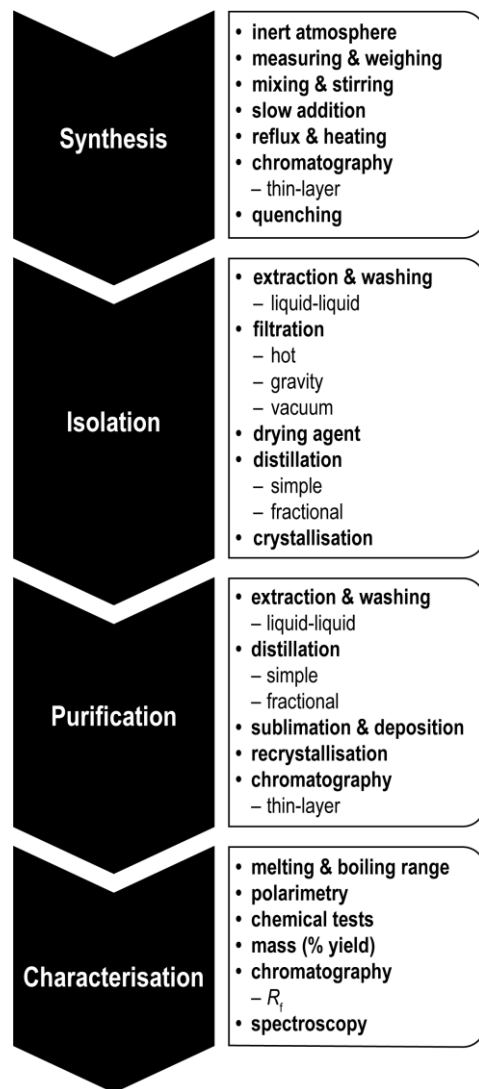 Synthesis
• inert atmosphere
• measuring & weighing
• mixing & stirring
• slow addition
• reflux & heating
• chromatography
– thin-layer
• quenching
Isolation
• extraction & washing
– liquid-liquid
• filtration
– hot
– gravity
– vacuum
• drying agent
• distillation
– simple
– fractional
• crystallisation
Purification
• extraction & washing
– liquid-liquid
• distillation
– simple
– fractional
• sublimation & deposition
• recrystallisation
• chromatography
– thin-layer
Characterisation
• melting & boiling range
• polarimetry
• chemical tests
• mass (% yield)
• chromatography
– Rf
• spectroscopy